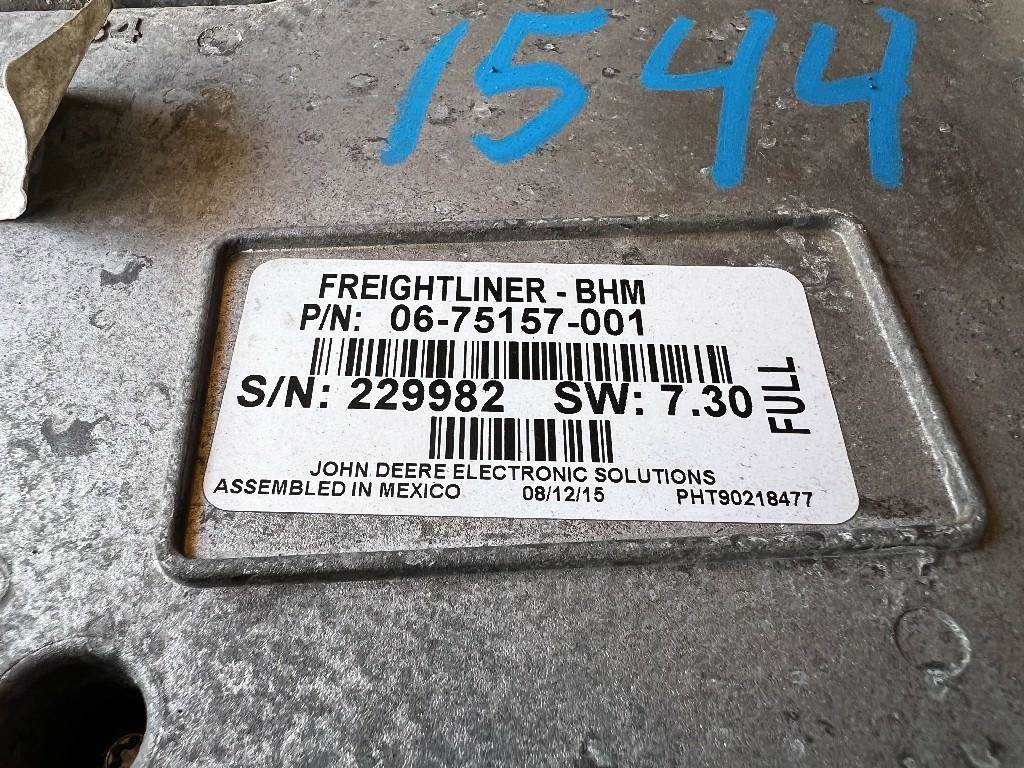 1544
FREIGHTLINER - BHM
P/N: 06-75157-001
S/N: 229982 SW: 7.30
FULL
JOHN DEERE ELECTRONIC SOLUTIONS
ASSEMBLED IN MEXICO 08/12/15 PHT90218477